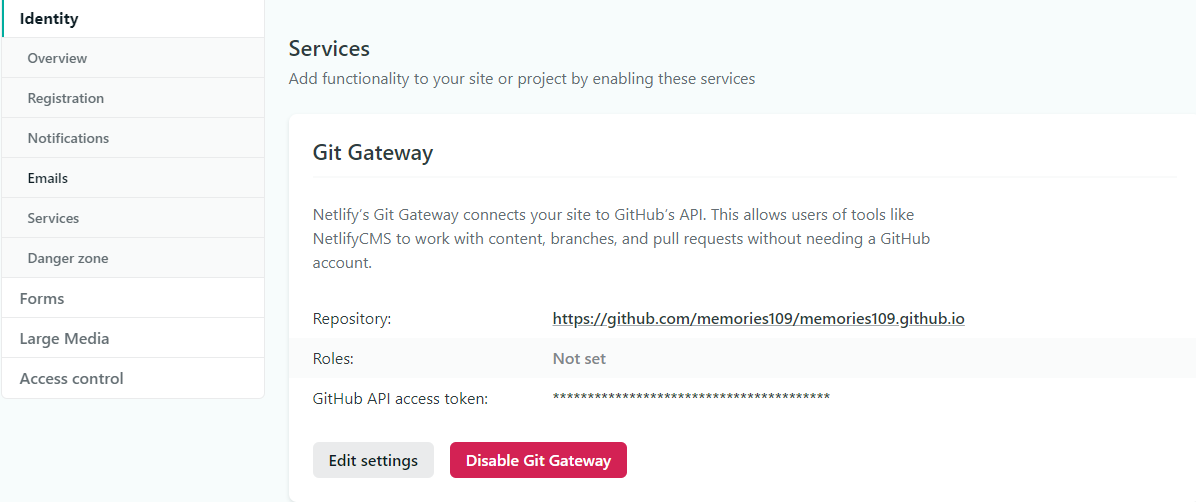 Identity
Overview
Registration
Notifications
Emails
Services
Danger zone
Forms
Large Media
Access control
Services
Add functionality to your site or project by enabling these services
Git Gateway
Netlify’s Git Gateway connects your site to GitHub’s API. This allows users of tools like
NetlifyCMS to work with content, branches, and pull requests without needing a GitHub
account.
Repository: https://github.com/memories109/memories109.github.io
Roles: Not set
GitHub API access token: ****************************************
Edit settings Disable Git Gateway